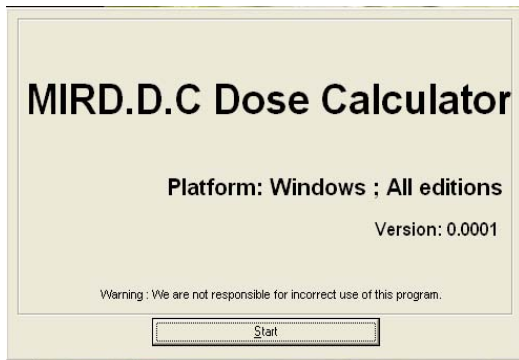 MIRD.D.C Dose Calculator
Platform: Windows ; All editions
Version: 0.0001
Warning : We are not responsible for incorrect use of this program.
Start